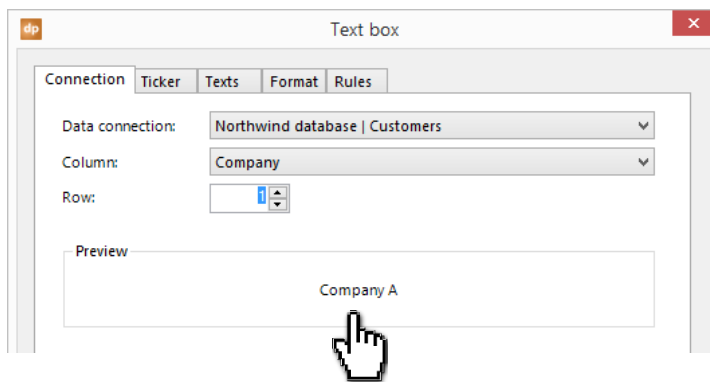 dp Text box
Connection Ticker Texts Format Rules
Data connection: Northwind database | Customers
Column: Company
Row: 1
Preview
Company A